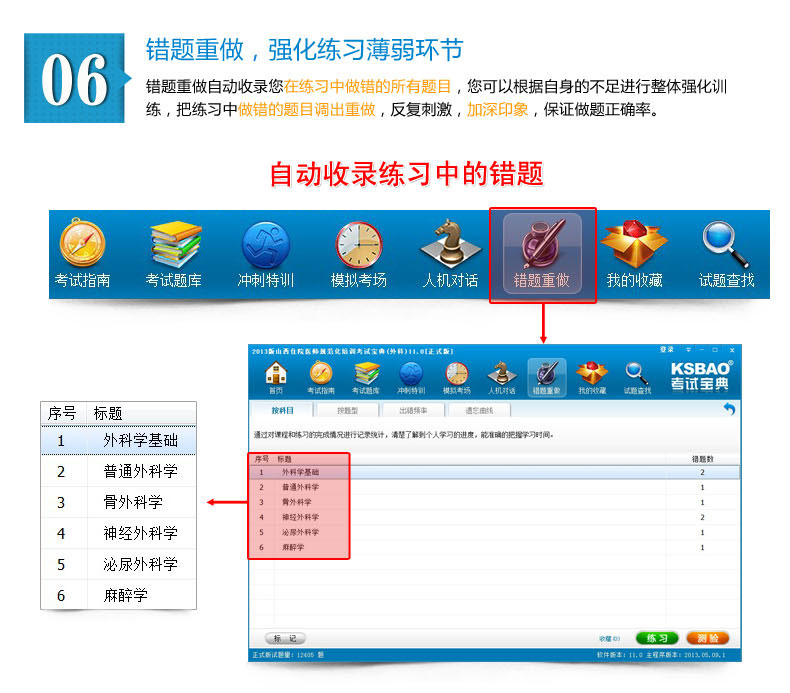 06
错题重做，强化练习薄弱环节
错题重做自动收录您在练习中做错的所有题目，您可以根据自身的不足进行整体强化训
练，把练习中做错的题目调出重做，反复刺激，加深印象，保证做题正确率。
自动收录练习中的错题
考试指南 考试题库 冲刺特训 模拟考场 人机对话 错题重做 我的收藏 试题查找
2013版山西住院医师规范化培训考试宝典(外科)11.0[正式版] 登录
首页 考试指南 考试题库 冲刺特训 模拟考场 人机对话 错题重做 我的收藏 试题查找
KSBAO®
考试宝典
按科目 按题型 出错频率 遗忘曲线
通过对课程和练习的完成情况进行记录统计，清楚了解到个人学习的进度，能准确的把握学习时间。
序号 标题 错题数
1 外科学基础 2
2 普通外科学 1
3 骨外科学 1
4 神经外科学 2
5 泌尿外科学 1
6 麻醉学 1
标 记 收藏(D) 练 习 测 验
正式版试题量: 12405 题 软件版本: 11.0 主程序版本: 2013.05.09.1
序号 标题
1 外科学基础
2 普通外科学
3 骨外科学
4 神经外科学
5 泌尿外科学
6 麻醉学